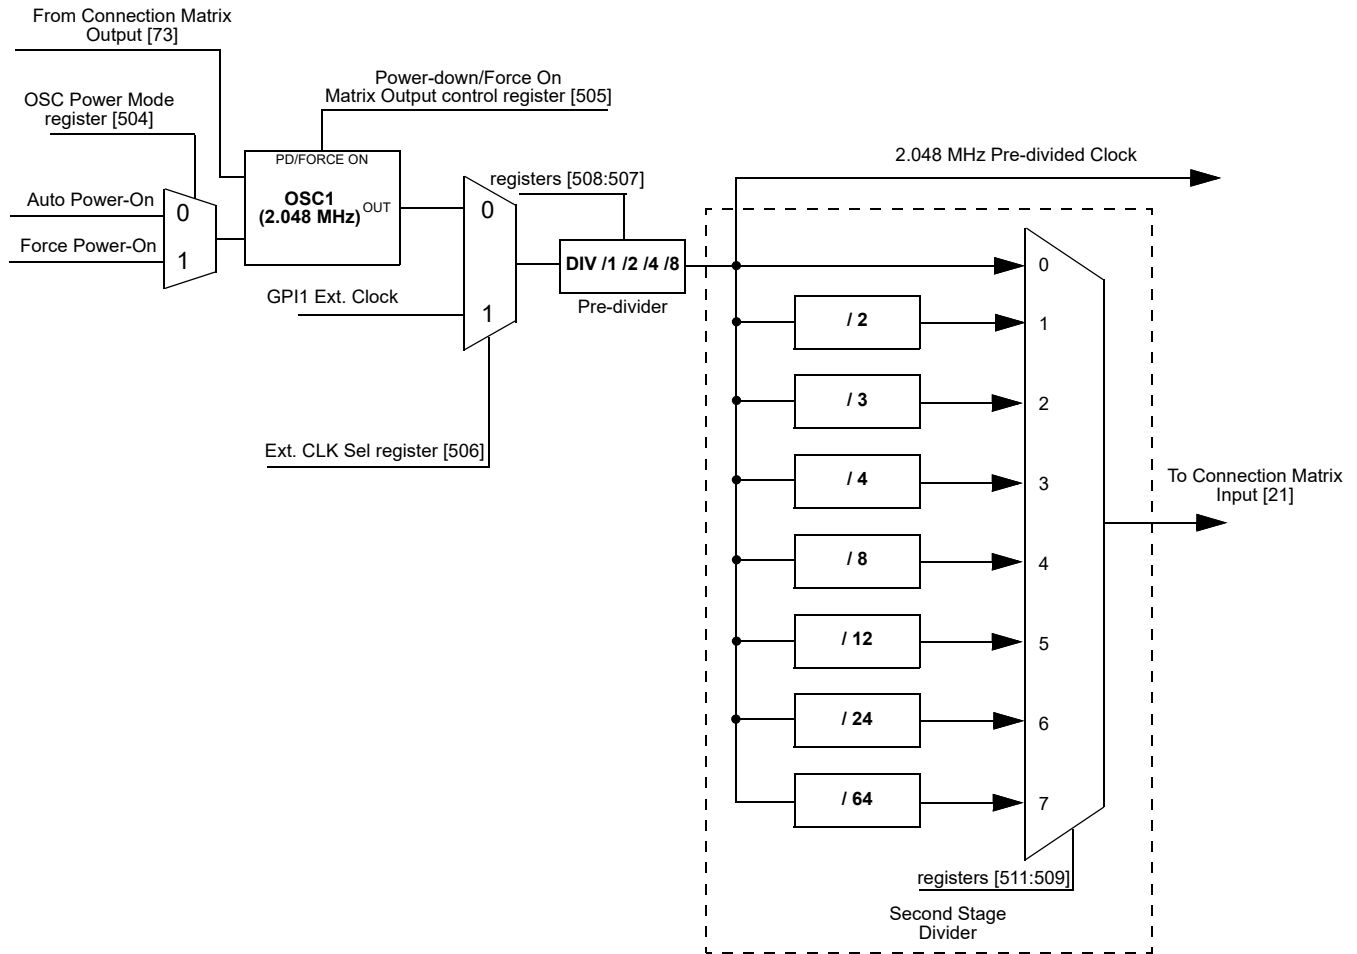 From Connection Matrix
Output [73]
Power-down/Force On
Matrix Output control register [505]
OSC Power Mode
register [504]
PD/FORCE ON
OSC1
(2.048 MHz)
OUT
Auto Power-On
0
Force Power-On
1
GPI1 Ext. Clock
0
1
registers [508:507]
DIV /1 /2 /4 /8
Pre-divider
Ext. CLK Sel register [506]
2.048 MHz Pre-divided Clock
0
/ 2
1
/ 3
2
/ 4
3
/ 8
4
/ 12
5
/ 24
6
/ 64
7
To Connection Matrix
Input [21]
registers [511:509]
Second Stage
Divider